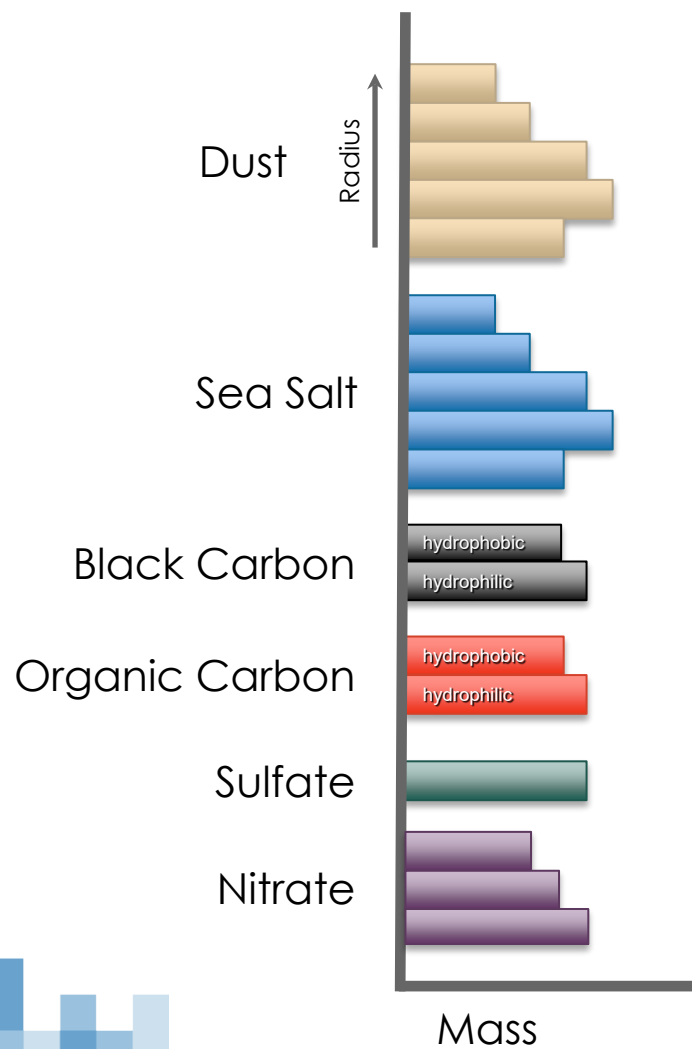 Dust
Radius
Sea Salt
Black Carbon
hydrophobic
hydrophilic
Organic Carbon
hydrophobic
hydrophilic
Sulfate
Nitrate
Mass